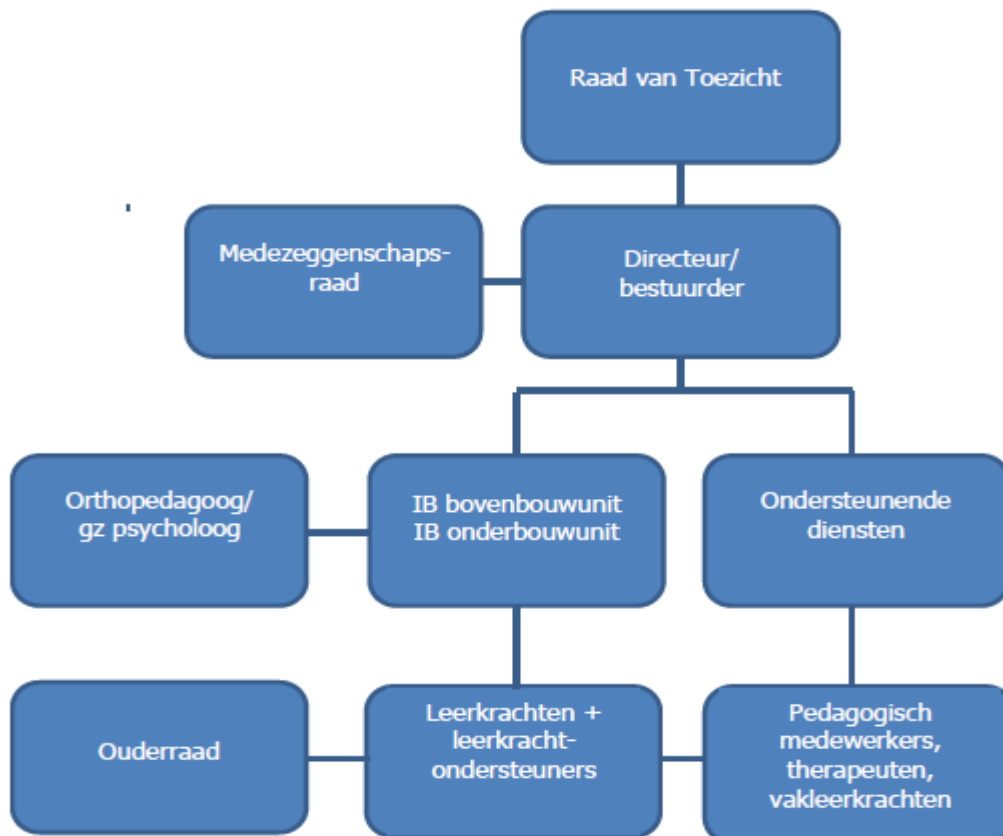 Raad van Toezicht
Medezeggenschaps-
raad
Directeur/
bestuurder
Orthopedagoog/
gz psycholoog
IB bovenbouwunit
IB onderbouwunit
Ondersteunende
diensten
Ouderraad
Leerkrachten +
leerkracht-
ondersteuners
Pedagogisch
medewerkers,
therapeuten,
vakleerkrachten